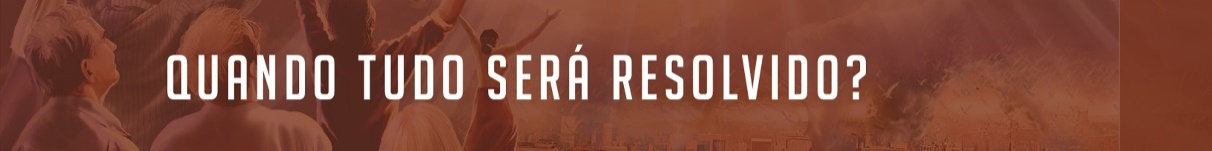 QUANDO TUDO SERÁ RESOLVIDO?